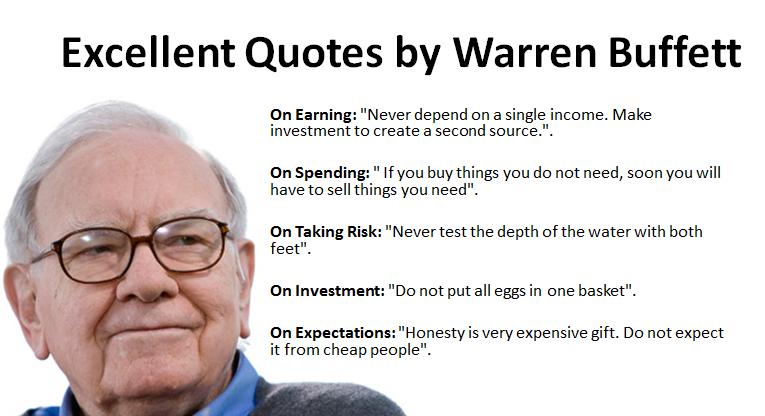 Excellent Quotes by Warren Buffett
On Earning: "Never depend on a single income. Make
investment to create a second source.".
On Spending: " If you buy things you do not need, soon you will
have to sell things you need".
On Taking Risk: "Never test the depth of the water with both
feet".
On Investment: "Do not put all eggs in one basket".
On Expectations: "Honesty is very expensive gift. Do not expect
it from cheap people".